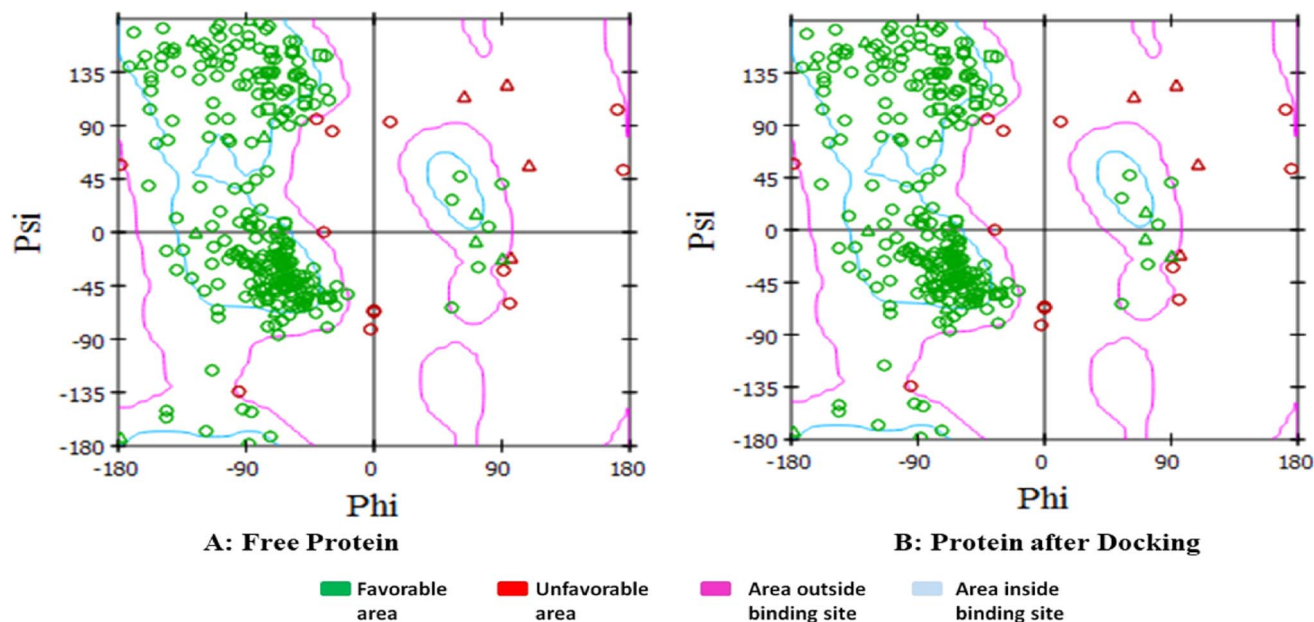 135
90
45
0
-45
-90
-135
-180
Psi
-180
-90
0
90
180
Phi
A: Free Protein
135
90
45
0
-45
-90
-135
-180
Psi
-180
-90
0
90
180
Phi
B: Protein after Docking
Favorable
area
Unfavorable
area
Area outside
binding site
Area inside
binding site